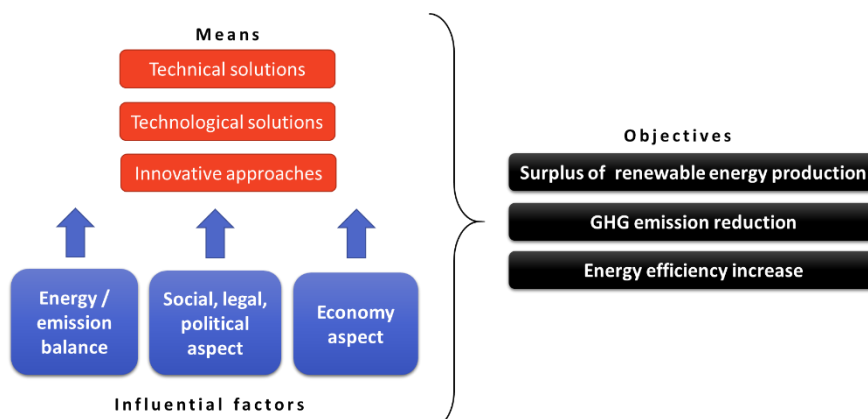 Means
Technical solutions
Technological solutions
Innovative approaches
Energy /
emission
balance
Social, legal,
political
aspect
Economy
aspect
Influential factors
Objectives
Surplus of renewable energy production
GHG emission reduction
Energy efficiency increase